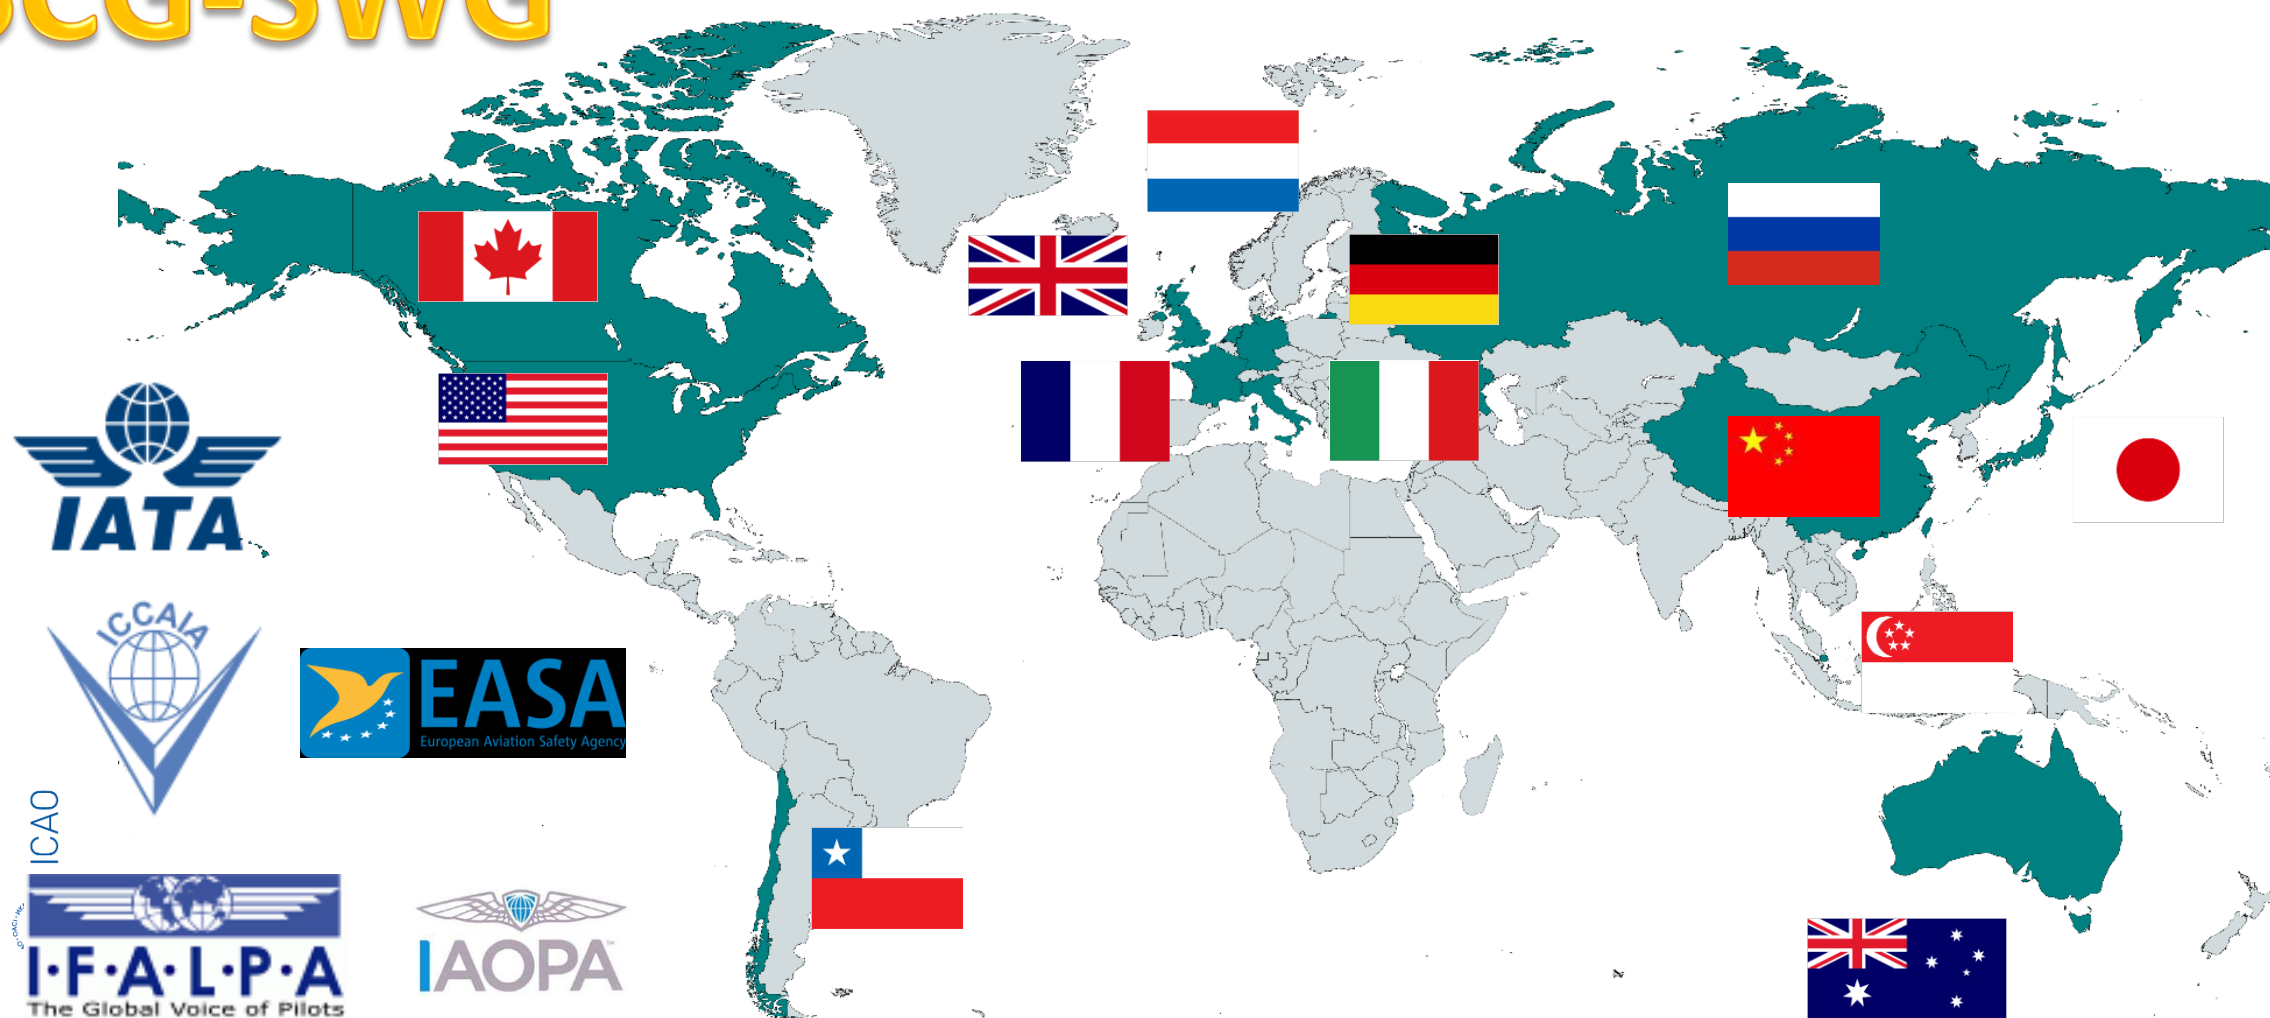 CG-SWG
IATA
ICCAIA
EASA
European Aviation Safety Agency
ICAO
I·F·A·L·P·A
The Global Voice of Pilots
IAOPA